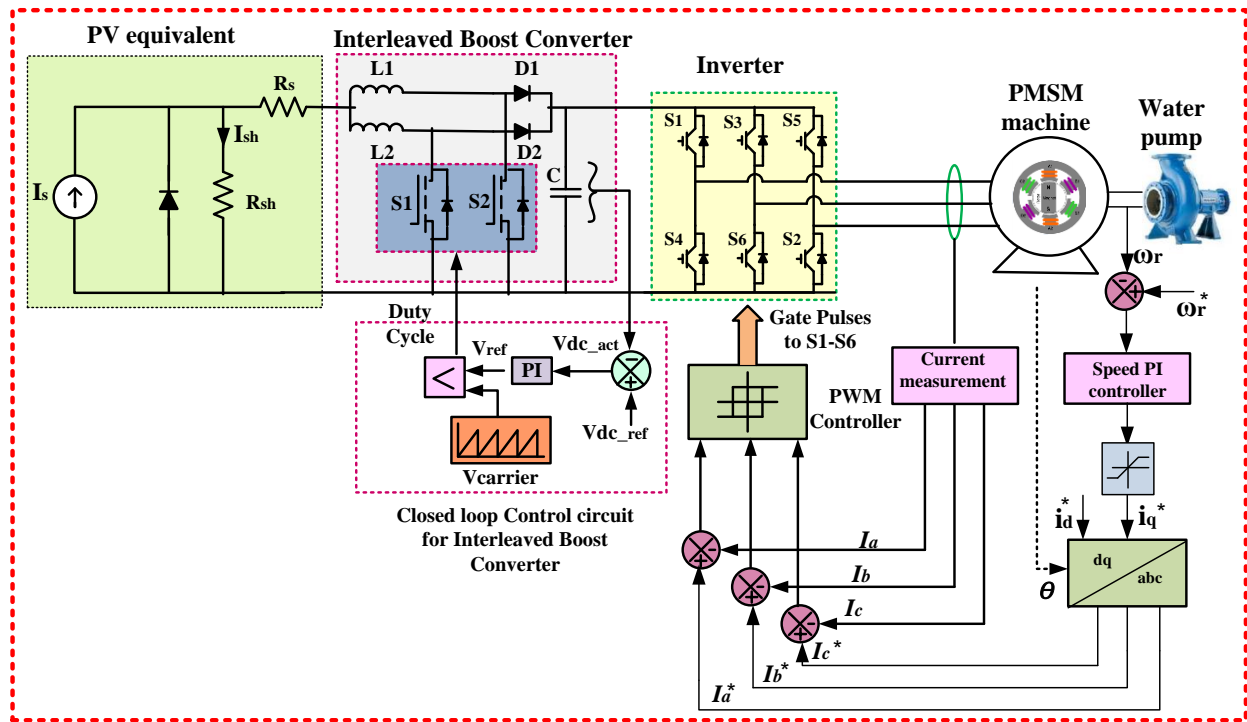 PV equivalent
Interleaved Boost Converter
Inverter
PMSM
machine
Water
pump
Rs
Ish
Rsh
Is
L1
D1
L2
D2
C
S1
S2
S1
S3
S5
S4
S6
S2
ωr
ωr*
Duty
Cycle
Vref
PI
Vdc_act
<
Vdc_ref
Vcarrier
Closed loop Control circuit
for Interleaved Boost
Converter
Gate Pulses
to S1-S6
PWM
Controller
Current
measurement
Speed PI
controller
id*
iq*
dq
abc
θ
Ia
Ib
Ic
Ic*
Ib*
Ia*